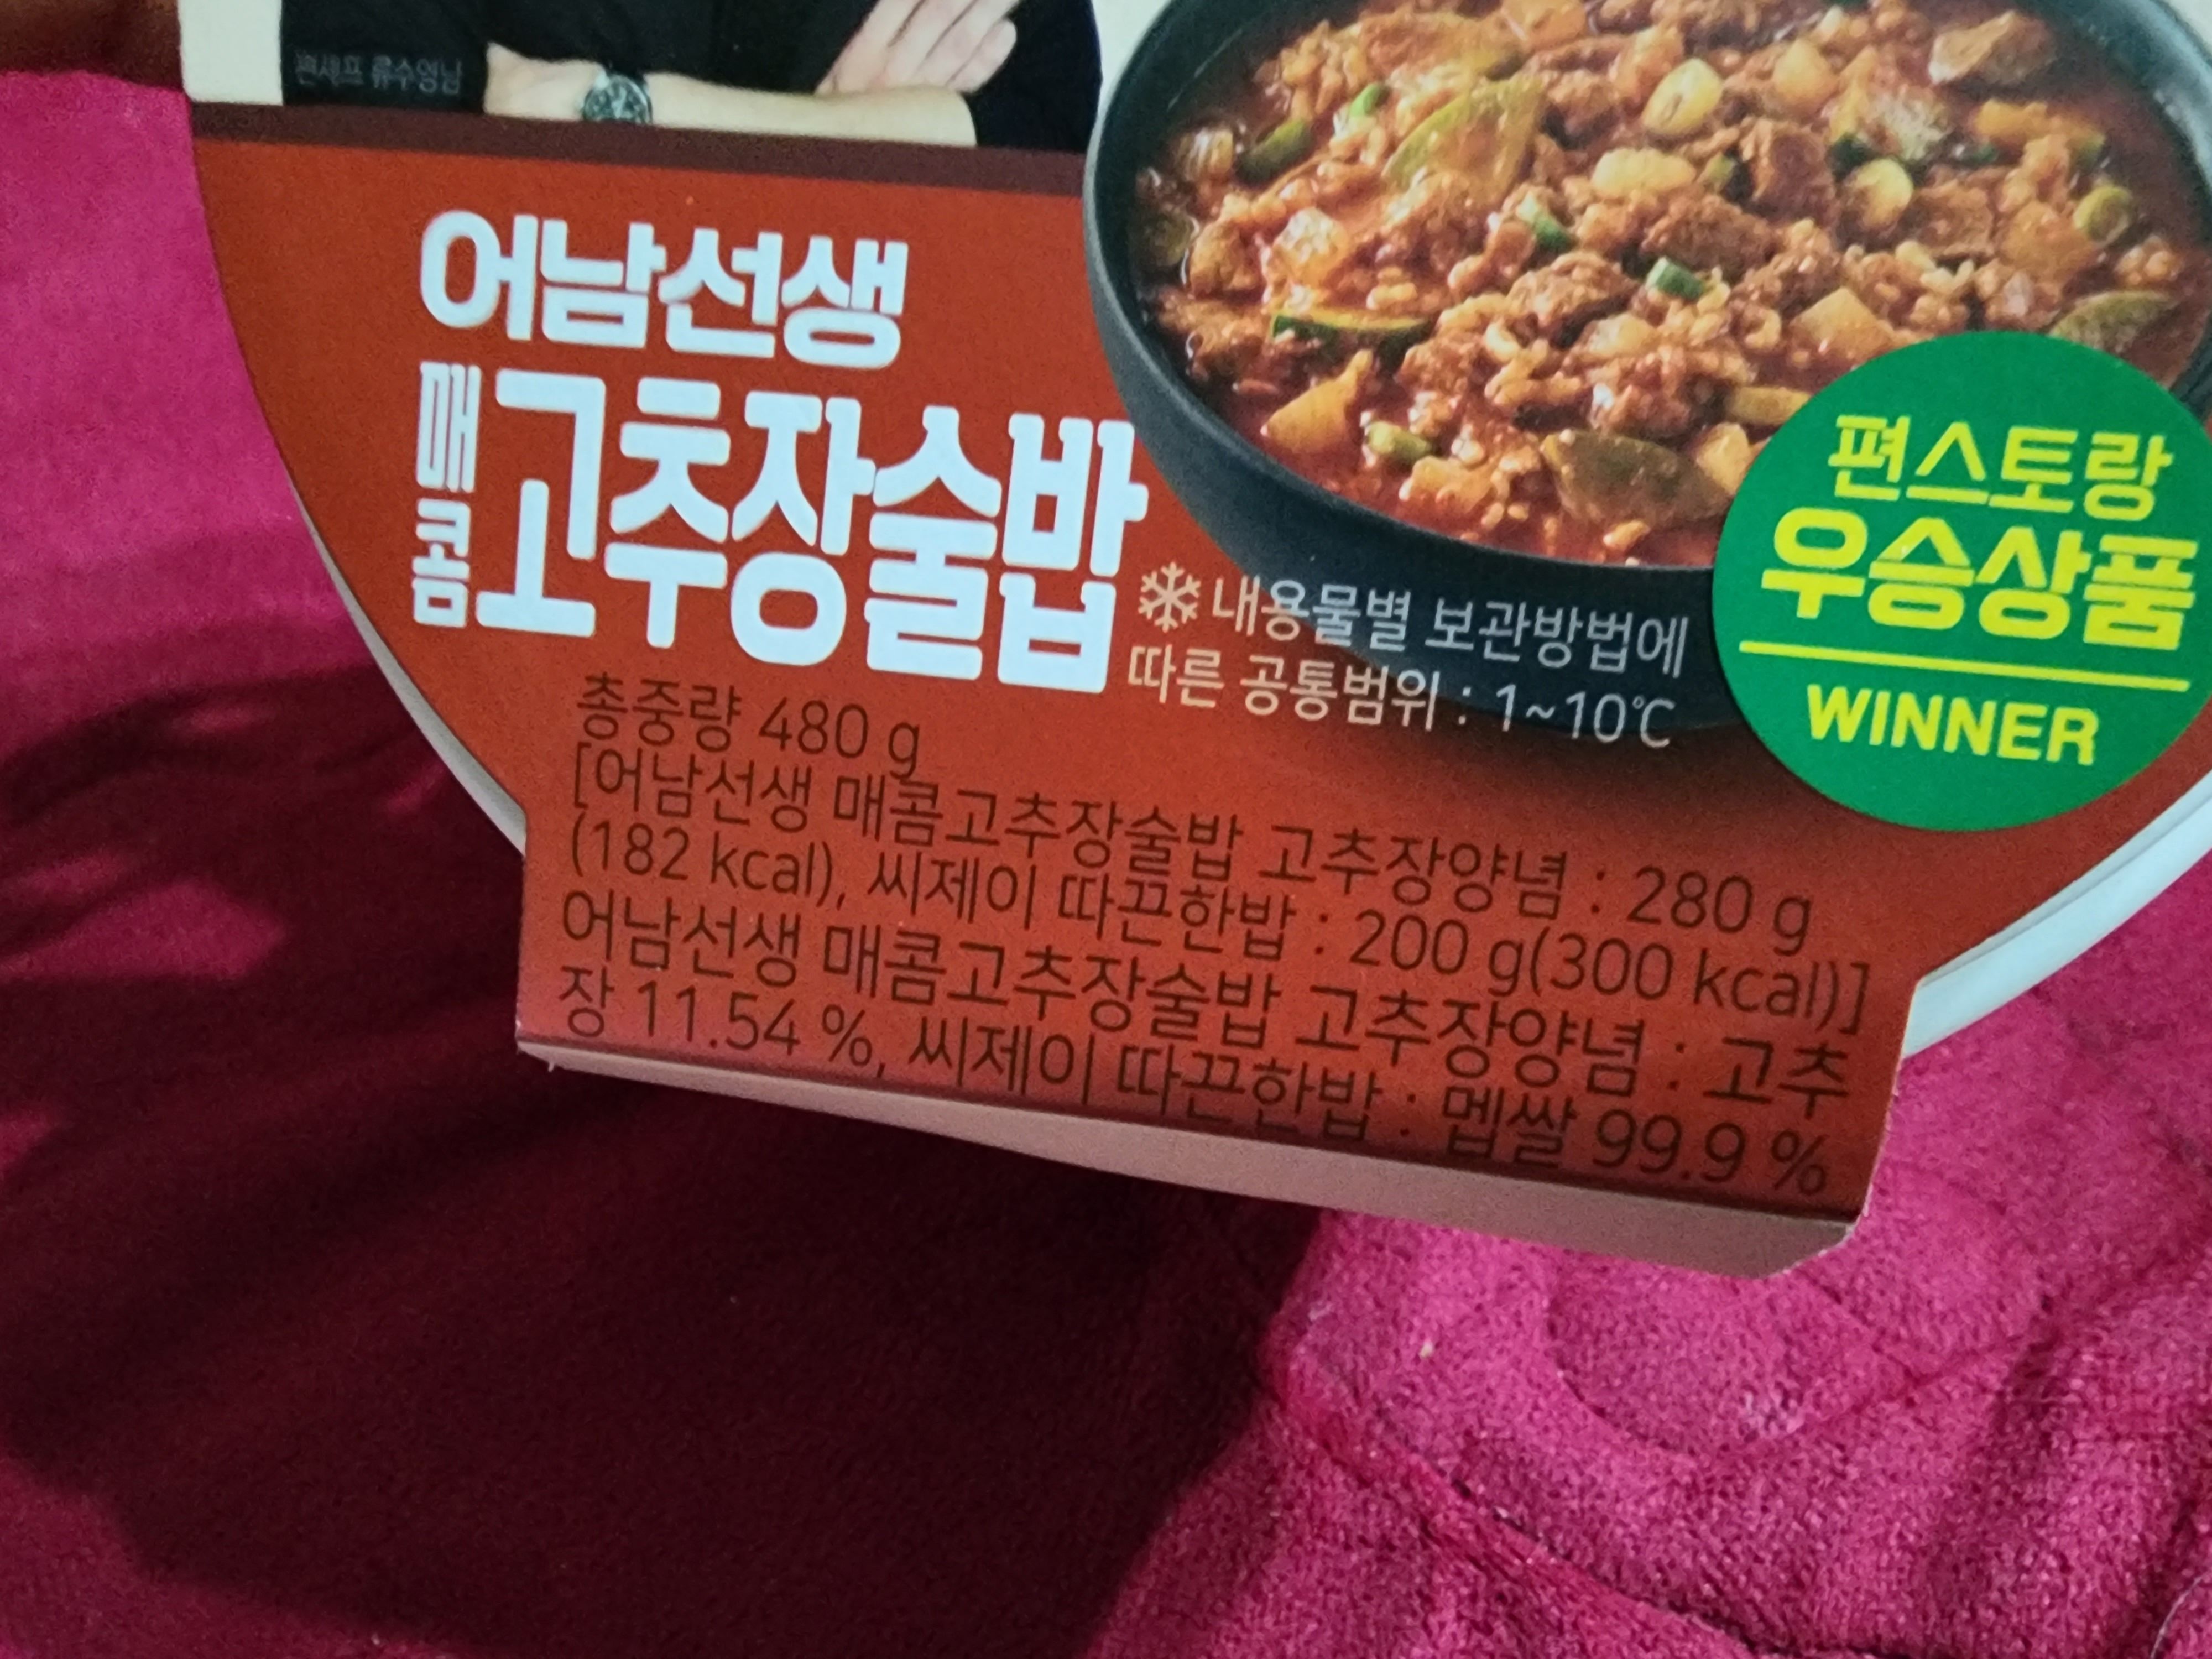 편셰프 류수영님
어남선생
매콤 고추장술밥
내용물별 보관방법에
따른 공통범위 : 1~10℃
편스토랑
우승상품
WINNER
총중량 480 g
[어남선생 매콤고추장술밥 고추장양념 : 280 g
(182 kcal), 씨제이 따끈한밥 : 200 g(300 kcal)]
어남선생 매콤고추장술밥 고추장양념 : 고추
장 11.54 %, 씨제이 따끈한밥 : 멥쌀 99.9 %